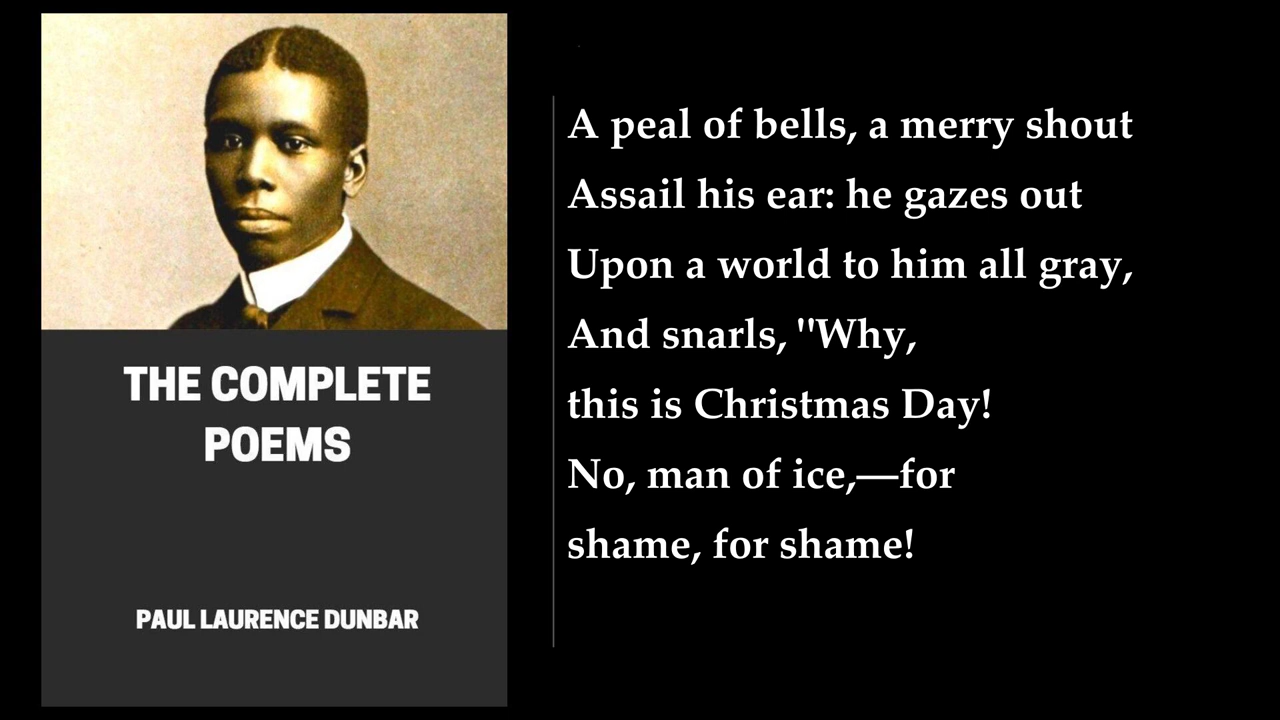 THE COMPLETE
POEMS
PAUL LAURENCE DUNBAR
A peal of bells, a merry shout
Assail his ear: he gazes out
Upon a world to him all gray,
And snarls, "Why,
this is Christmas Day!
No, man of ice,—for
shame, for shame!